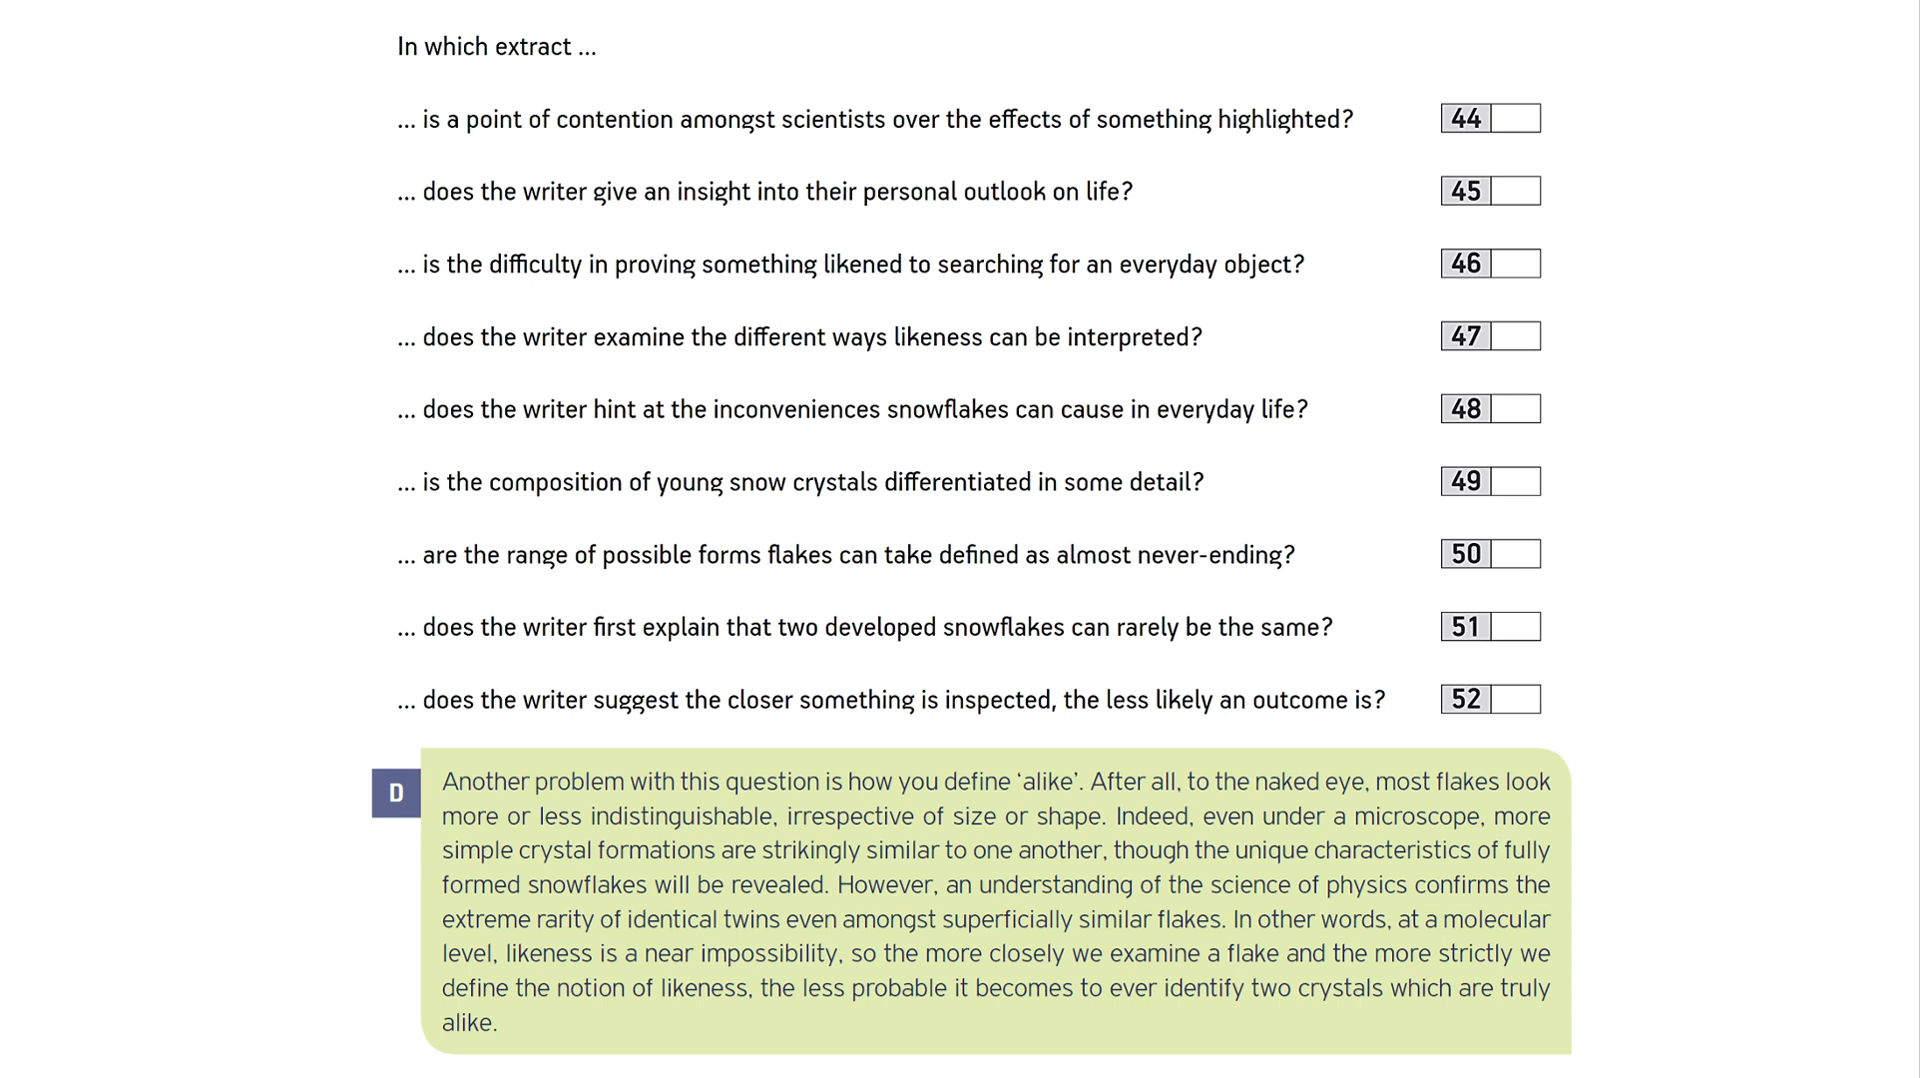 In which extract ...
... is a point of contention amongst scientists over the effects of something highlighted? 44
... does the writer give an insight into their personal outlook on life? 45
... is the difficulty in proving something likened to searching for an everyday object? 46
... does the writer examine the different ways likeness can be interpreted? 47
... does the writer hint at the inconveniences snowflakes can cause in everyday life? 48
... is the composition of young snow crystals differentiated in some detail? 49
... are the range of possible forms flakes can take defined as almost never-ending? 50
... does the writer first explain that two developed snowflakes can rarely be the same? 51
... does the writer suggest the closer something is inspected, the less likely an outcome is? 52
D
Another problem with this question is how you define ‘alike’. After all, to the naked eye, most flakes look
more or less indistinguishable, irrespective of size or shape. Indeed, even under a microscope, more
simple crystal formations are strikingly similar to one another, though the unique characteristics of fully
formed snowflakes will be revealed. However, an understanding of the science of physics confirms the
extreme rarity of identical twins even amongst superficially similar flakes. In other words, at a molecular
level, likeness is a near impossibility, so the more closely we examine a flake and the more strictly we
define the notion of likeness, the less probable it becomes to ever identify two crystals which are truly
alike.